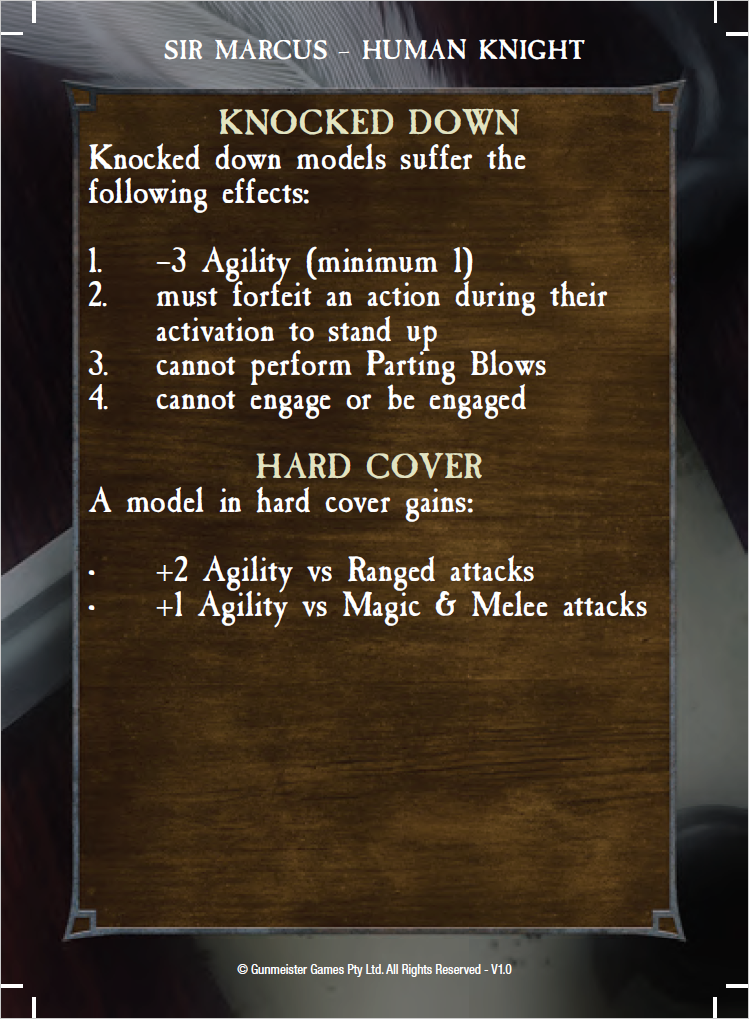 SIR MARCUS – HUMAN KNIGHT
KNOCKED DOWN
Knocked down models suffer the
following effects:
1. –3 Agility (minimum 1)
2. must forfeit an action during their
activation to stand up
3. cannot perform Parting Blows
4. cannot engage or be engaged
HARD COVER
A model in hard cover gains:
• +2 Agility vs Ranged attacks
• +1 Agility vs Magic & Melee attacks
© Gunmeister Games Pty Ltd. All Rights Reserved - V1.0